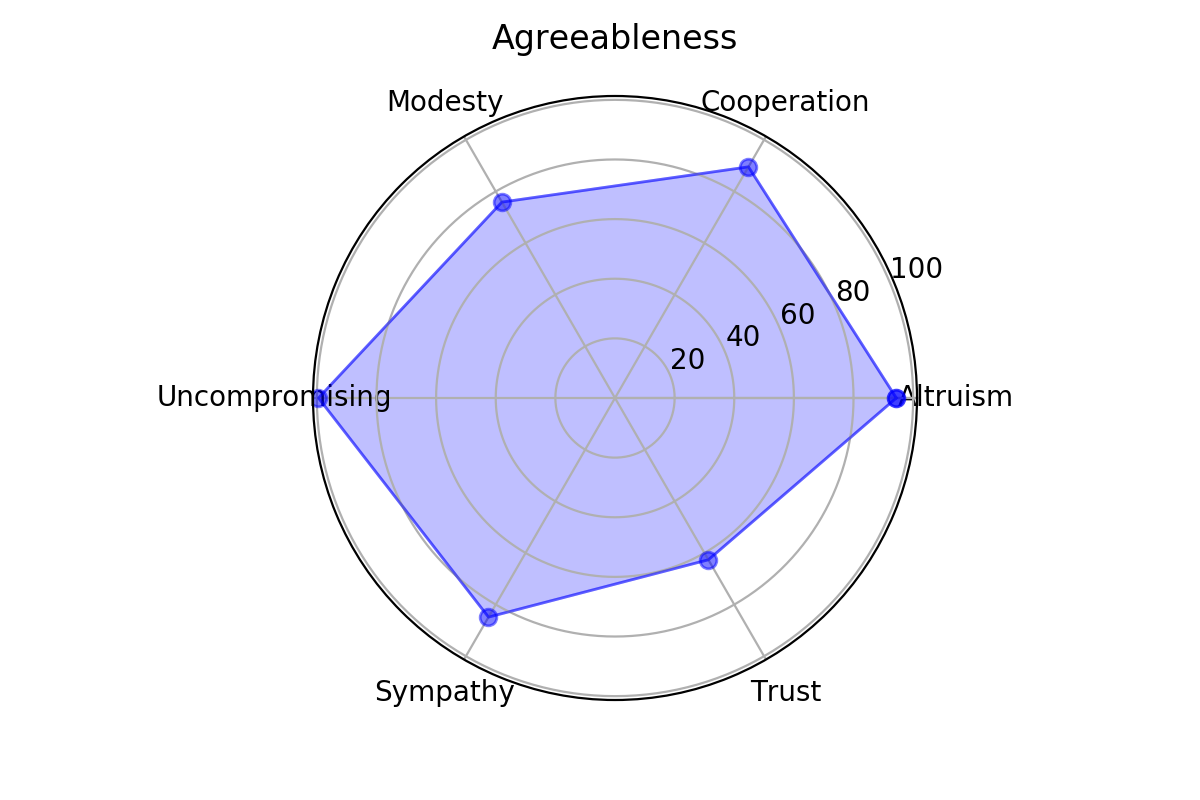 Agreeableness
Modesty
Cooperation
100
80
60
40
20
Uncompromising
Altruism
Sympathy
Trust